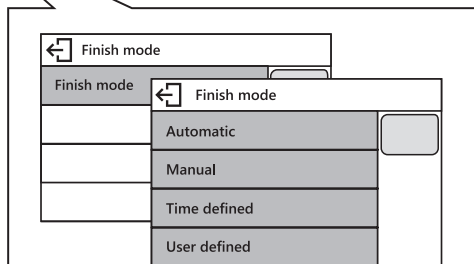 Finish mode
Finish mode
Finish mode
Automatic
Manual
Time defined
User defined